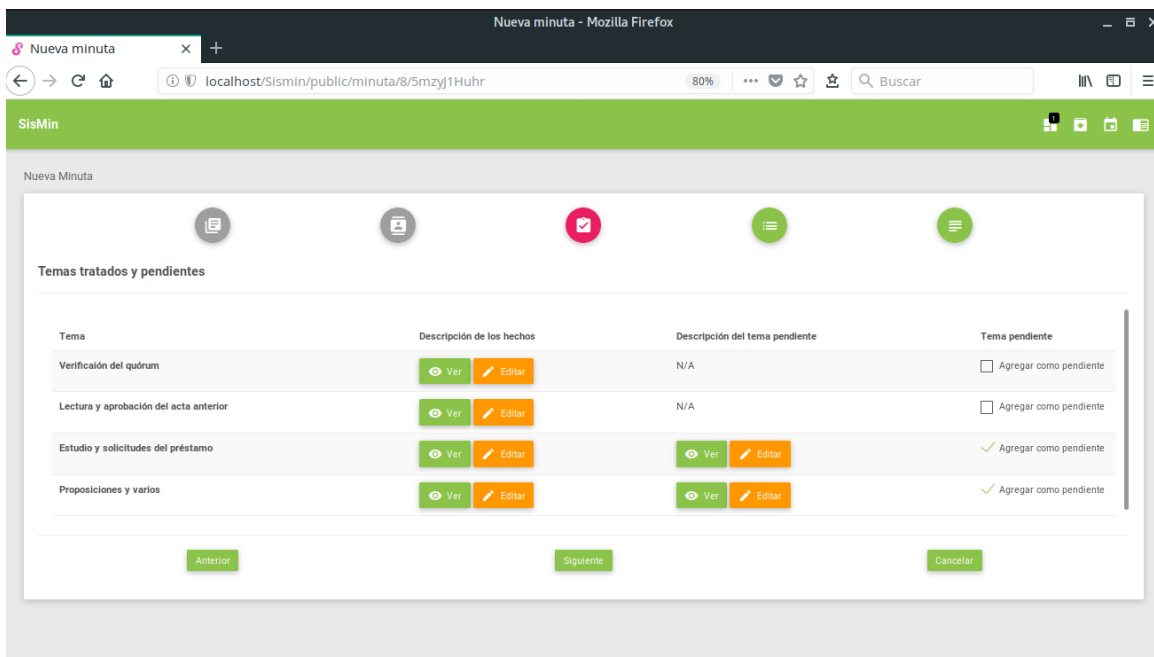 Nueva minuta - Mozilla Firefox
Nueva minuta
localhost/Sismin/public/minuta/8/5mzyJ1Huhr
80%
Buscar
SisMin
1
Nueva Minuta
Temas tratados y pendientes
Tema Descripción de los hechos Descripción del tema pendiente Tema pendiente
Verificaión del quórum Ver Editar N/A Agregar como pendiente
Lectura y aprobación del acta anterior Ver Editar N/A Agregar como pendiente
Estudio y solicitudes del préstamo Ver Editar Ver Editar Agregar como pendiente
Proposiciones y varios Ver Editar Ver Editar Agregar como pendiente
Anterior Siguiente Cancelar